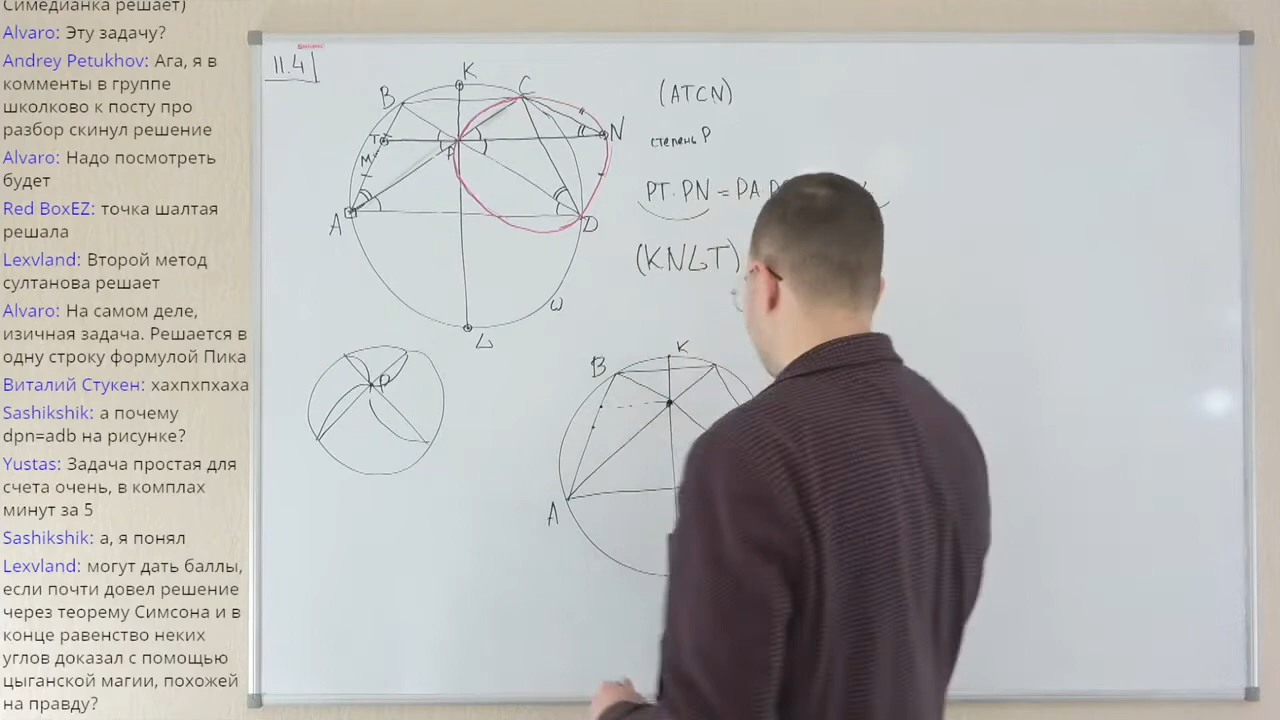 Симедианка решает)
Alvaro: Эту задачу?
Andrey Petukhov: Ага, я в
комменты в группе
школково к посту про
разбор скинул решение
Alvaro: Надо посмотреть
будет
Red BoxEZ: точка шалтая
решала
Lexvland: Второй метод
султанова решает
Alvaro: На самом деле,
изичная задача. Решается в
одну строку формулой Пика
Виталий Стукен: хахпхпхаха
Sashikshik: а почему
dpn=adb на рисунке?
Yustas: Задача простая для
счета очень, в комплах
минут за 5
Sashikshik: а, я понял
Lexvland: могут дать баллы,
если почти довел решение
через теорему Симсона и в
конце равенство неких
углов доказал с помощью
цыганской магии, похожей
на правду?
11.4
K
B
C
T
P
N
M
A
D
ω
L
P
(ATCN)
степень P
PT·PN = PA
(KNLT)
K
B
A